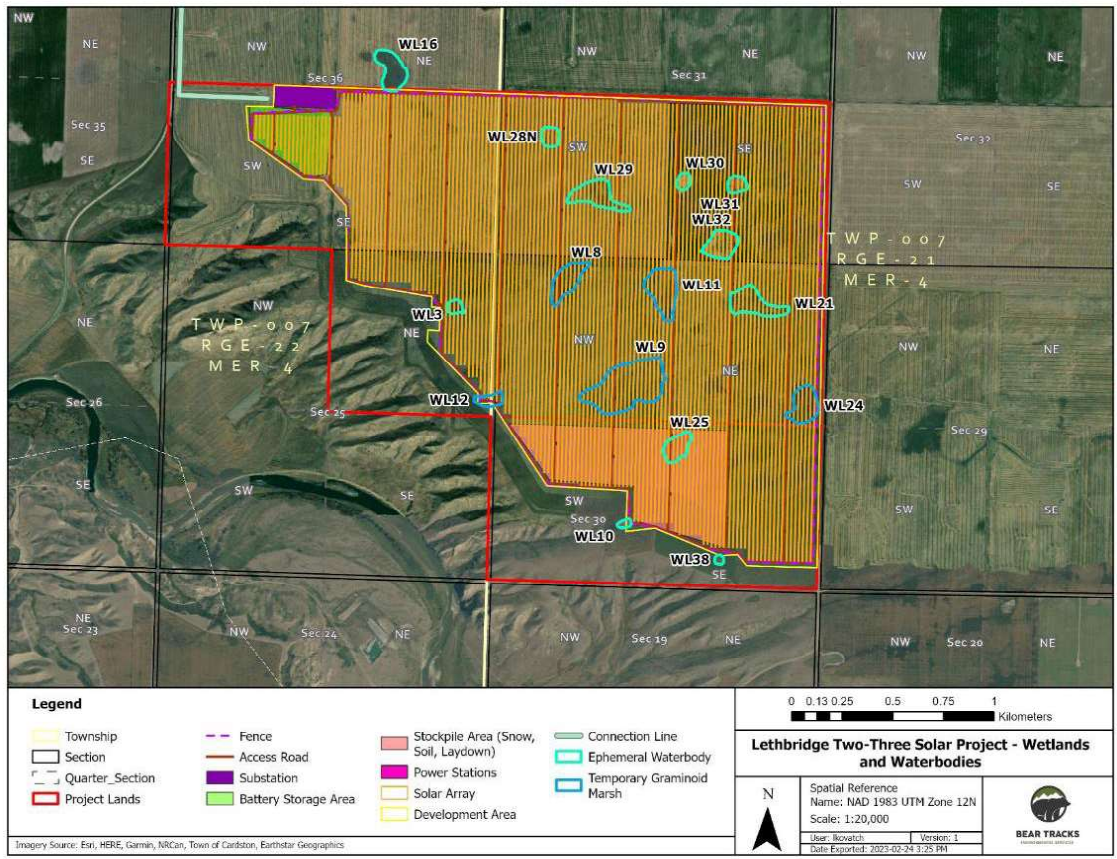 NW
NE
NW
WL16
NE
NW
NE
NW
NE
Sec 36
Sec 31
Sec 35
SE
SW
WL28N
SW
SE
Sec 32
WL29
WL30
SW
SE
WL31
WL32
SE
TWP-007
RGE-21
MER-4
WL8
WL11
WL21
NW
WL3
NE
TWP-007
RGE-22
MER-4
NE
NW
WL9
NE
NW
NE
Sec 26
Sec 25
WL12
WL24
WL25
Sec 29
SE
SW
SE
SW
Sec 30
WL10
SW
SE
WL38
SE
NE
Sec 23
NW
Sec 24
NE
NW
Sec 19
NE
NW
Sec 20
NE
Legend
Township
Section
Quarter_Section
Project Lands
Fence
Access Road
Substation
Battery Storage Area
Stockpile Area (Snow,
Soil, Laydown)
Power Stations
Solar Array
Development Area
Connection Line
Ephemeral Waterbody
Temporary Graminoid
Marsh
0 0.13 0.25 0.5 0.75 1
Kilometers
Lethbridge Two-Three Solar Project - Wetlands
and Waterbodies
N
Spatial Reference
Name: NAD 1983 UTM Zone 12N
Scale: 1:20,000
User: lkovatch
Version: 1
Date Exported: 2023-02-24 3:25 PM
BEAR TRACKS
ENVIRONMENTAL SERVICES
Imagery Source: Esri, HERE, Garmin, NRCan, Town of Cardston, Earthstar Geographics